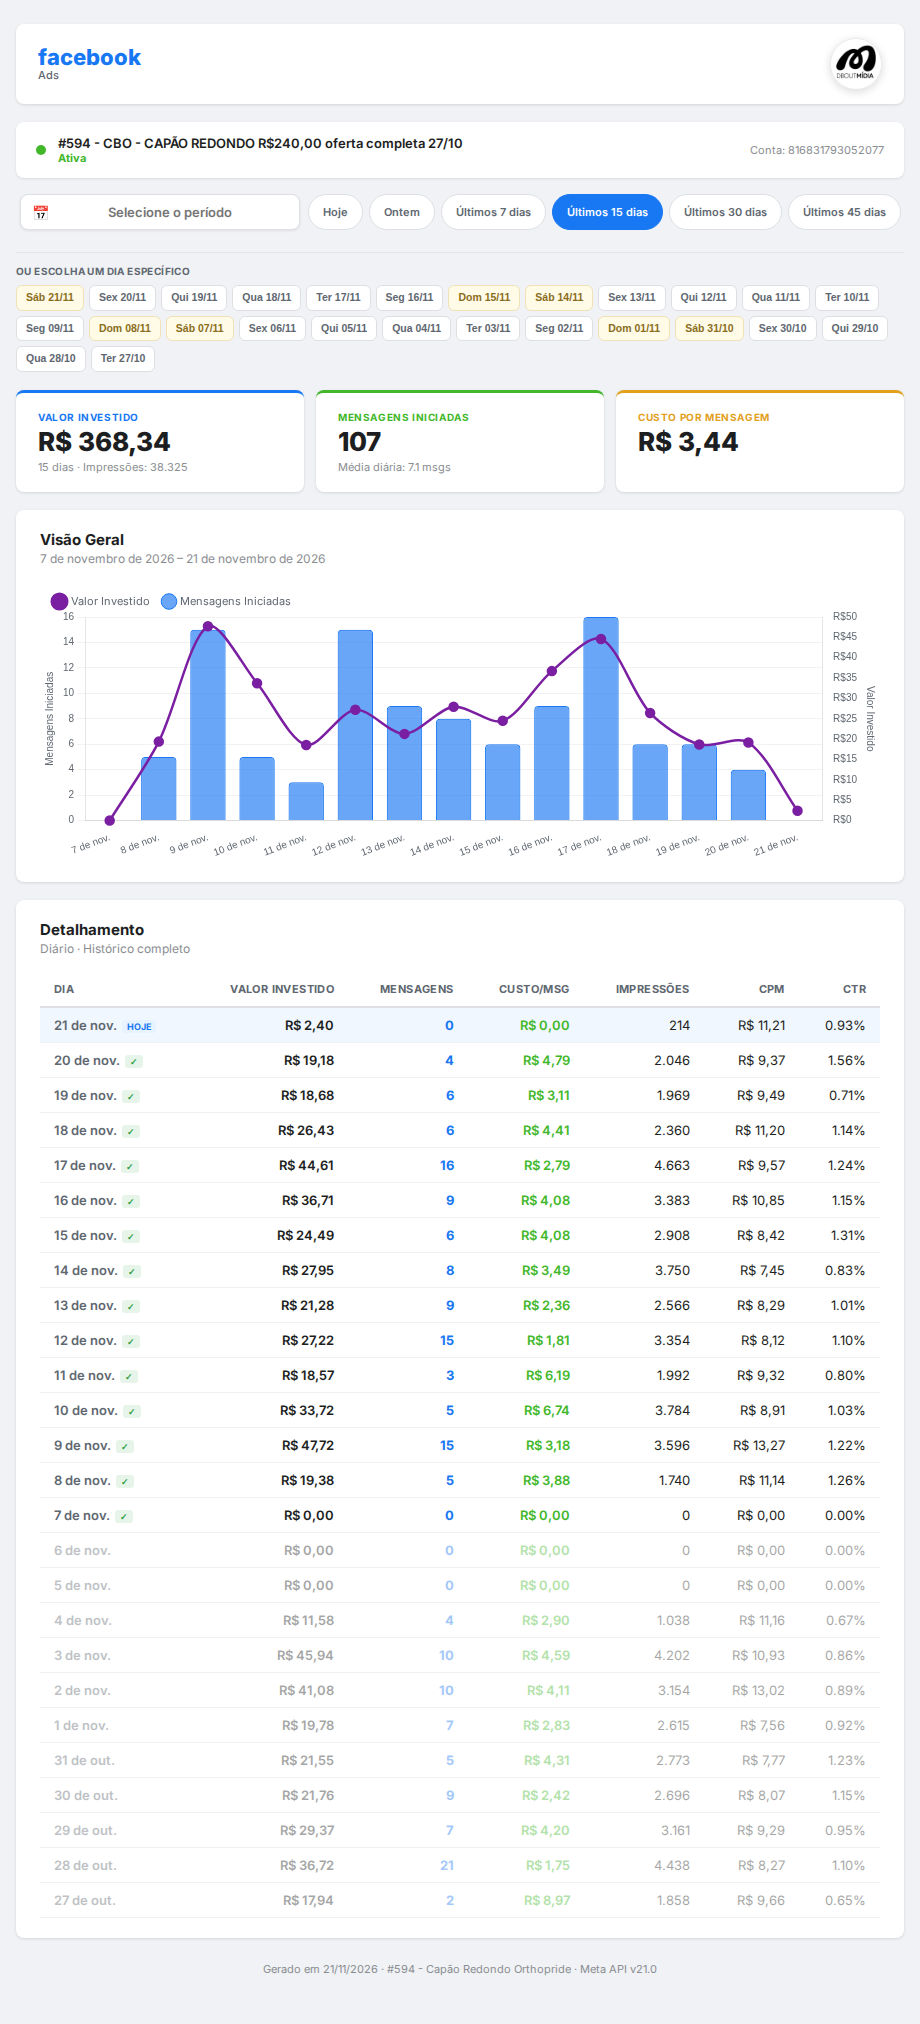 facebook
Ads
DBOUTMÍDIA
#594 - CBO - CAPÃO REDONDO R$240,00 oferta completa 27/10
Ativa
Conta: 816831793052077
Selecione o período
Hoje
Ontem
Últimos 7 dias
Últimos 15 dias
Últimos 30 dias
Últimos 45 dias
OU ESCOLHA UM DIA ESPECÍFICO
Sáb 21/11 Sex 20/11 Qui 19/11 Qua 18/11 Ter 17/11 Seg 16/11 Dom 15/11 Sáb 14/11 Sex 13/11 Qui 12/11 Qua 11/11 Ter 10/11
Seg 09/11 Dom 08/11 Sáb 07/11 Sex 06/11 Qui 05/11 Qua 04/11 Ter 03/11 Seg 02/11 Dom 01/11 Sáb 31/10 Sex 30/10 Qui 29/10
Qua 28/10 Ter 27/10
VALOR INVESTIDO
R$ 368,34
15 dias · Impressões: 38.325
MENSAGENS INICIADAS
107
Média diária: 7.1 msgs
CUSTO POR MENSAGEM
R$ 3,44
Visão Geral
7 de novembro de 2026 – 21 de novembro de 2026
Valor Investido
Mensagens Iniciadas
16
14
12
10
8
6
4
2
0
Mensagens Iniciadas
R$50
R$45
R$40
R$35
R$30
R$25
R$20
R$15
R$10
R$5
R$0
Valor Investido
7 de nov. 8 de nov. 9 de nov. 10 de nov. 11 de nov. 12 de nov. 13 de nov. 14 de nov. 15 de nov. 16 de nov. 17 de nov. 18 de nov. 19 de nov. 20 de nov. 21 de nov.
Detalhamento
Diário · Histórico completo
DIA VALOR INVESTIDO MENSAGENS CUSTO/MSG IMPRESSÕES CPM CTR
21 de nov. HOJE R$ 2,40 0 R$ 0,00 214 R$ 11,21 0.93%
20 de nov. ✓ R$ 19,18 4 R$ 4,79 2.046 R$ 9,37 1.56%
19 de nov. ✓ R$ 18,68 6 R$ 3,11 1.969 R$ 9,49 0.71%
18 de nov. ✓ R$ 26,43 6 R$ 4,41 2.360 R$ 11,20 1.14%
17 de nov. ✓ R$ 44,61 16 R$ 2,79 4.663 R$ 9,57 1.24%
16 de nov. ✓ R$ 36,71 9 R$ 4,08 3.383 R$ 10,85 1.15%
15 de nov. ✓ R$ 24,49 6 R$ 4,08 2.908 R$ 8,42 1.31%
14 de nov. ✓ R$ 27,95 8 R$ 3,49 3.750 R$ 7,45 0.83%
13 de nov. ✓ R$ 21,28 9 R$ 2,36 2.566 R$ 8,29 1.01%
12 de nov. ✓ R$ 27,22 15 R$ 1,81 3.354 R$ 8,12 1.10%
11 de nov. ✓ R$ 18,57 3 R$ 6,19 1.992 R$ 9,32 0.80%
10 de nov. ✓ R$ 33,72 5 R$ 6,74 3.784 R$ 8,91 1.03%
9 de nov. ✓ R$ 47,72 15 R$ 3,18 3.596 R$ 13,27 1.22%
8 de nov. ✓ R$ 19,38 5 R$ 3,88 1.740 R$ 11,14 1.26%
7 de nov. ✓ R$ 0,00 0 R$ 0,00 0 R$ 0,00 0.00%
6 de nov. R$ 0,00 0 R$ 0,00 0 R$ 0,00 0.00%
5 de nov. R$ 0,00 0 R$ 0,00 0 R$ 0,00 0.00%
4 de nov. R$ 11,58 4 R$ 2,90 1.038 R$ 11,16 0.67%
3 de nov. R$ 45,94 10 R$ 4,59 4.202 R$ 10,93 0.86%
2 de nov. R$ 41,08 10 R$ 4,11 3.154 R$ 13,02 0.89%
1 de nov. R$ 19,78 7 R$ 2,83 2.615 R$ 7,56 0.92%
31 de out. R$ 21,55 5 R$ 4,31 2.773 R$ 7,77 1.23%
30 de out. R$ 21,76 9 R$ 2,42 2.696 R$ 8,07 1.15%
29 de out. R$ 29,37 7 R$ 4,20 3.161 R$ 9,29 0.95%
28 de out. R$ 36,72 21 R$ 1,75 4.438 R$ 8,27 1.10%
27 de out. R$ 17,94 2 R$ 8,97 1.858 R$ 9,66 0.65%
Gerado em 21/11/2026 · #594 - Capão Redondo Orthopride · Meta API v21.0